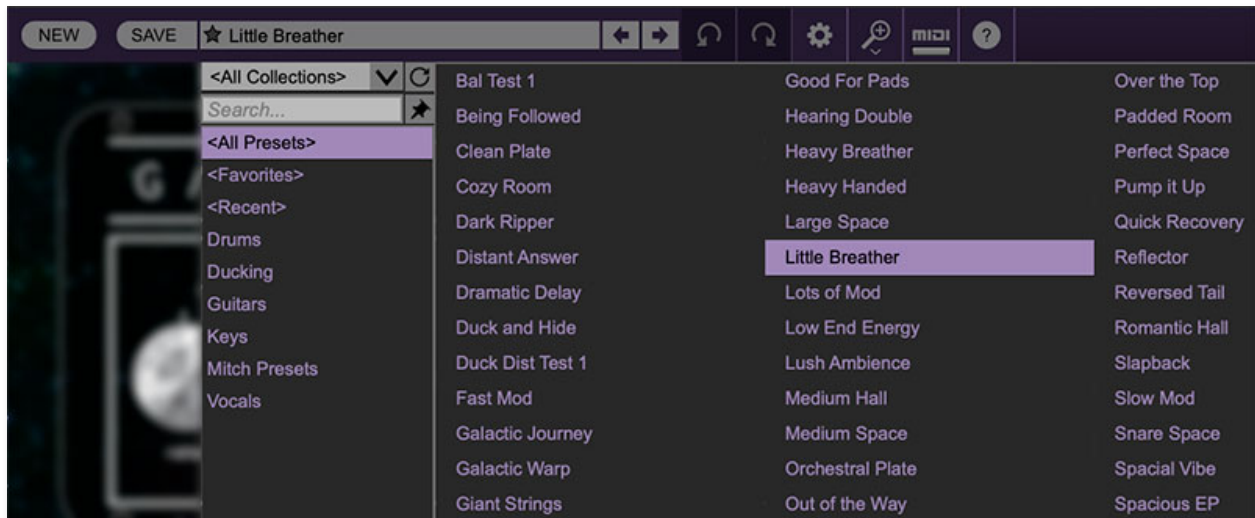 NEW
SAVE
Little Breather
MIDI
?
<All Collections>
Search...
<All Presets>
<Favorites>
<Recent>
Drums
Ducking
Guitars
Keys
Mitch Presets
Vocals
Bal Test 1
Being Followed
Clean Plate
Cozy Room
Dark Ripper
Distant Answer
Dramatic Delay
Duck and Hide
Duck Dist Test 1
Fast Mod
Galactic Journey
Galactic Warp
Giant Strings
Good For Pads
Hearing Double
Heavy Breather
Heavy Handed
Large Space
Little Breather
Lots of Mod
Low End Energy
Lush Ambience
Medium Hall
Medium Space
Orchestral Plate
Out of the Way
Over the Top
Padded Room
Perfect Space
Pump it Up
Quick Recovery
Reflector
Reversed Tail
Romantic Hall
Slapback
Slow Mod
Snare Space
Spacial Vibe
Spacious EP